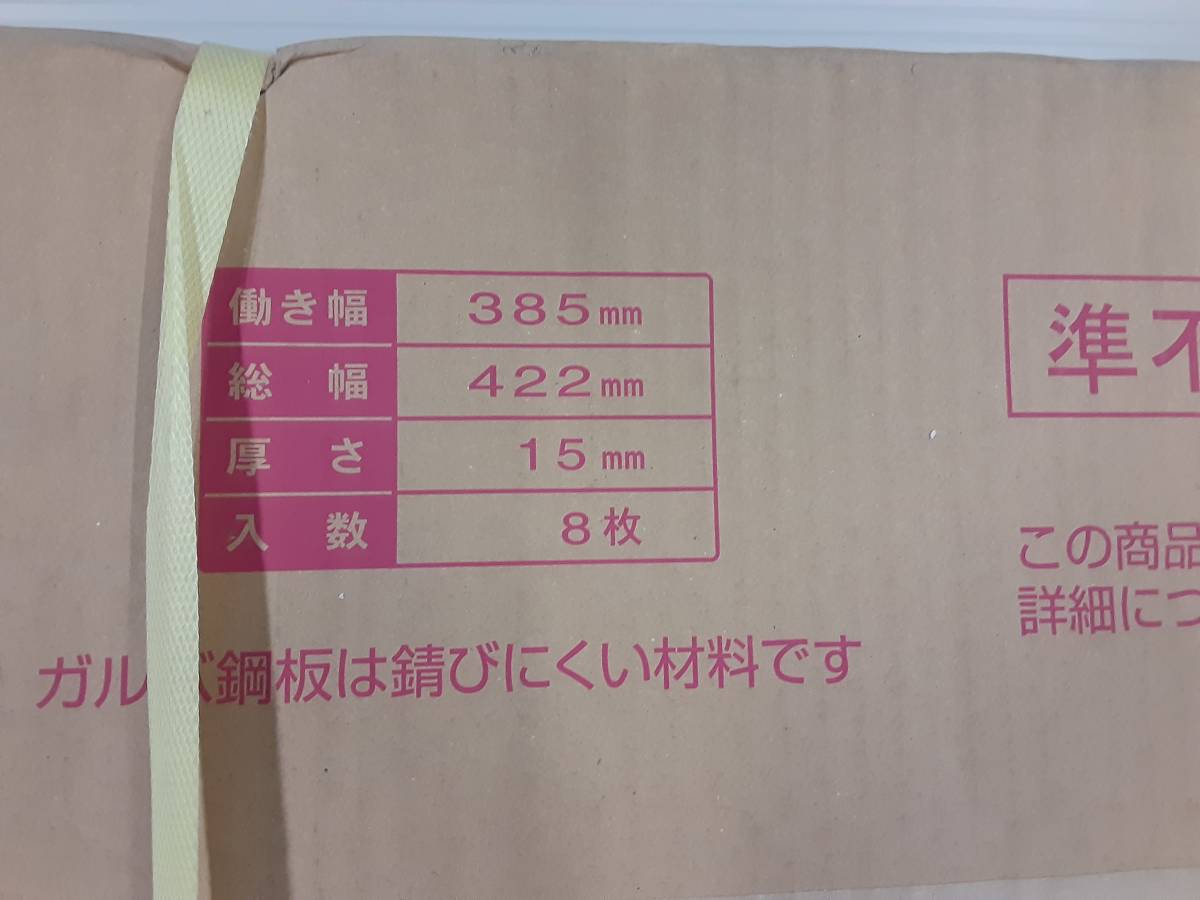 働き幅 385mm
総幅 422mm
厚さ 15mm
入数 8枚
準不
この商品
詳細につ
ガルバ鋼板は錆びにくい材料です